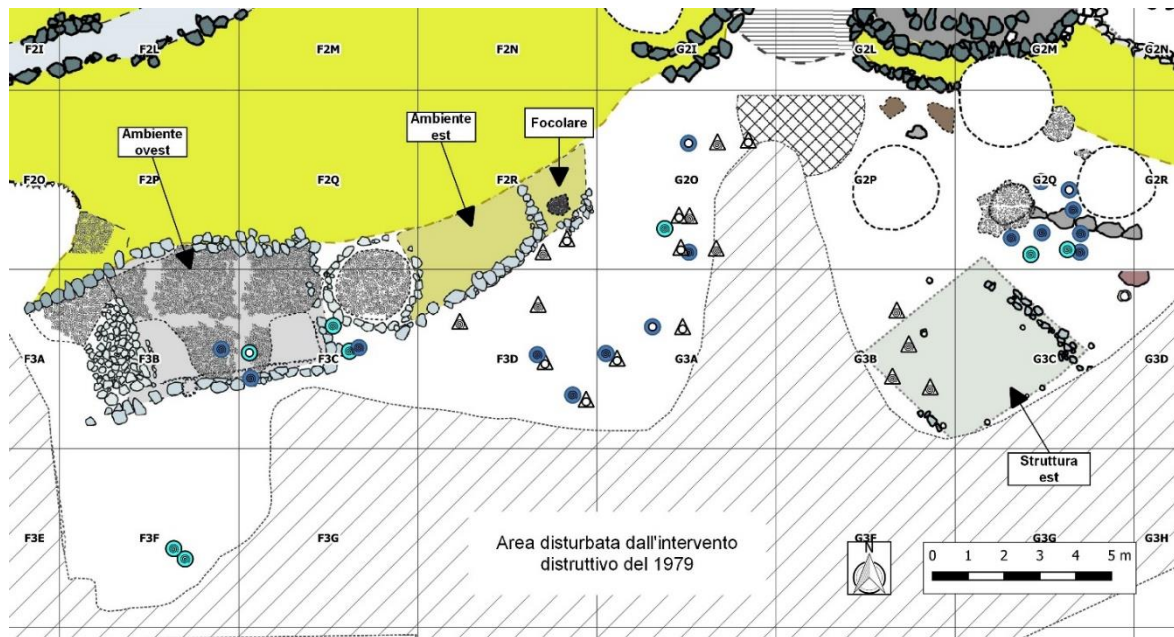 F2I F2L F2M F2N G2I G2L G2M G2N
Ambiente
ovest
Ambiente
est
Focolare
F2O F2P F2Q F2R G2O G2P G2Q G2R
F3A F3B F3C F3D G3A G3B G3C G3D
Struttura
est
F3E F3F F3G G3F G3G G3H
Area disturbata dall'intervento
distruttivo del 1979
N
0 1 2 3 4 5 m